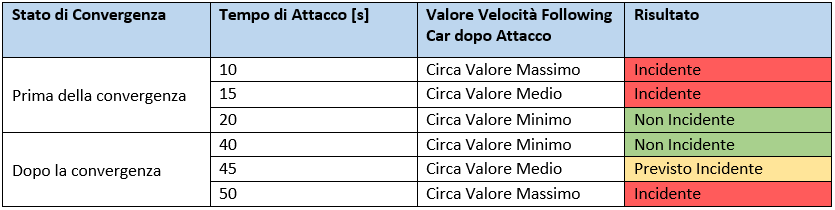 Stato di Convergenza
Tempo di Attacco [s]
Valore Velocità Following
Car dopo Attacco
Risultato
Prima della convergenza
10
Circa Valore Massimo
Incidente
15
Circa Valore Medio
Incidente
20
Circa Valore Minimo
Non Incidente
Dopo la convergenza
40
Circa Valore Minimo
Non Incidente
45
Circa Valore Medio
Previsto Incidente
50
Circa Valore Massimo
Incidente